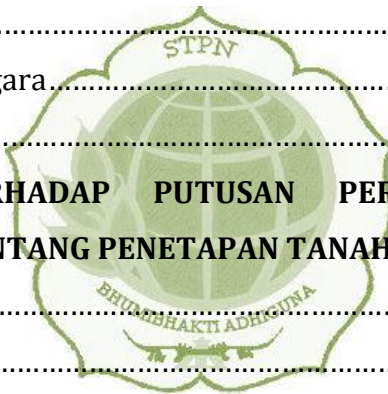 ..........................................................
STPN
gara..........................................................
..........................................................
RHADAP PUTUSAN PER
NTANG PENETAPAN TANAH
BHUMIBHAKTI ADHIGUNA
..........................................................
..........................................................